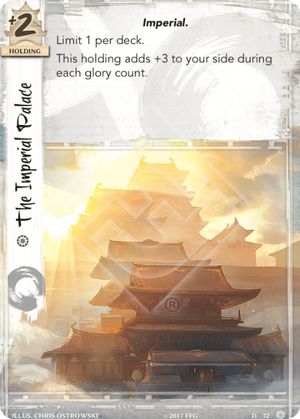 +2
HOLDING
Imperial.
Limit 1 per deck.
This holding adds +3 to your side during
each glory count.
The Imperial Palace
®
ILLUS. CHRIS OSTROWSKI © 2017 FFG D 72